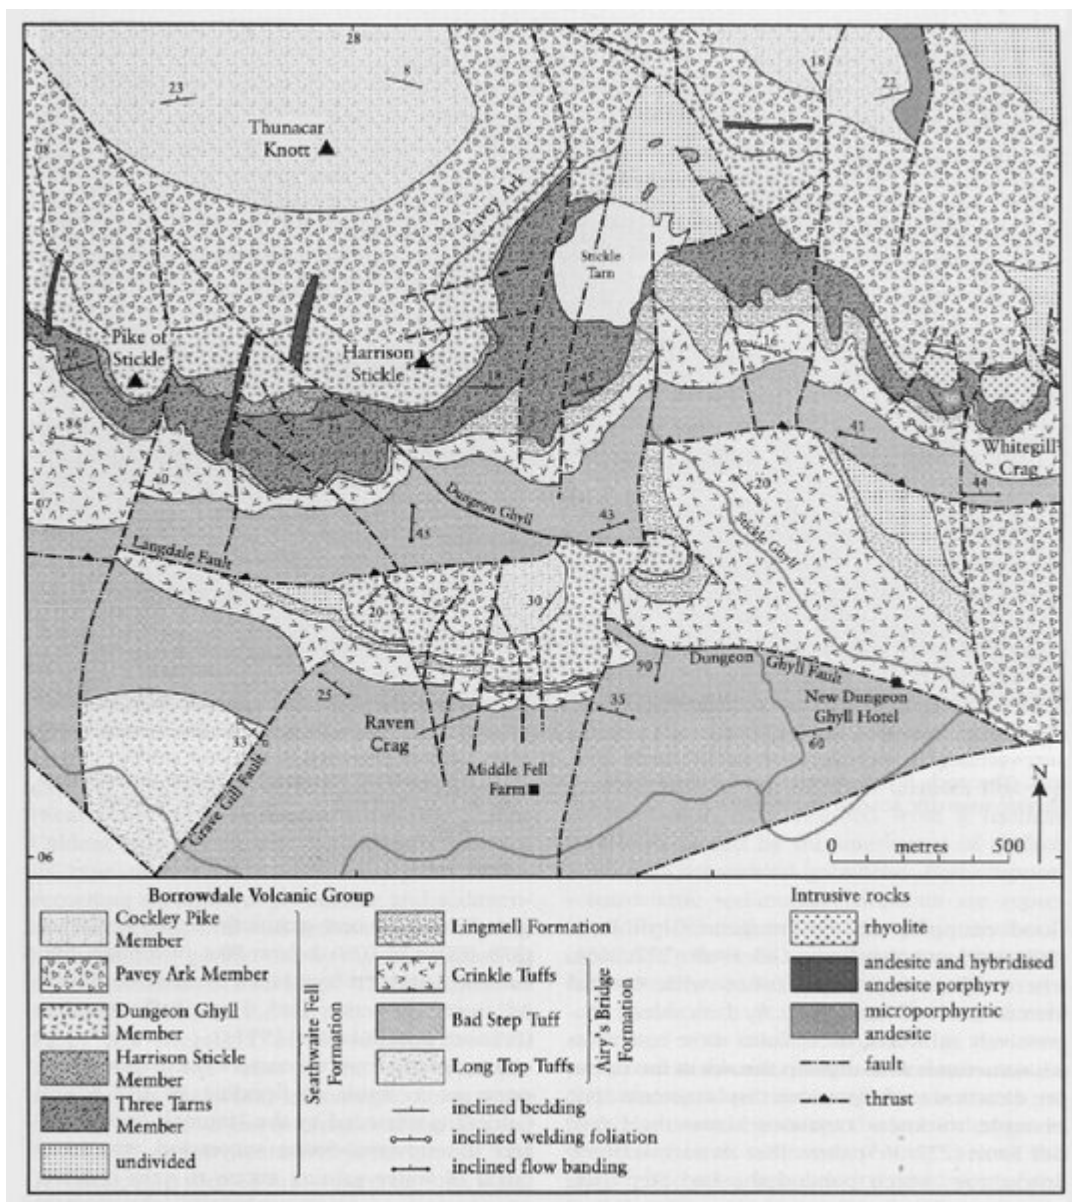 28
29
18
8
22
23
Thunacar
Knott
08
Pavey Ark
Stickle
Tarn
Pike of
Stickle
Harrison
Stickle
16
26
18
45
86
41
36
Whitegill
Crag
40
44
20
07
Dungeon
Ghyll
43
45
Stickle Ghyll
Langdale
Fault
30
20
90
Dungeon
Ghyll Fault
25
35
New Dungeon
Ghyll Hotel
Raven
Crag
60
33
Middle Fell
Farm
Crave Gill Fault
N
06
0 metres 500
Borrowdale Volcanic Group
Cockley Pike
Member
Pavey Ark Member
Dungeon Ghyll
Member
Harrison Stickle
Member
Three Tarns
Member
undivided
Seathwaite Fell
Formation
Lingmell Formation
Crinkle Tuffs
Bad Step Tuff
Long Top Tuffs
Airy's Bridge
Formation
inclined bedding
inclined welding foliation
inclined flow banding
Intrusive rocks
rhyolite
andesite and hybridised
andesite porphyry
microporphyritic
andesite
fault
thrust